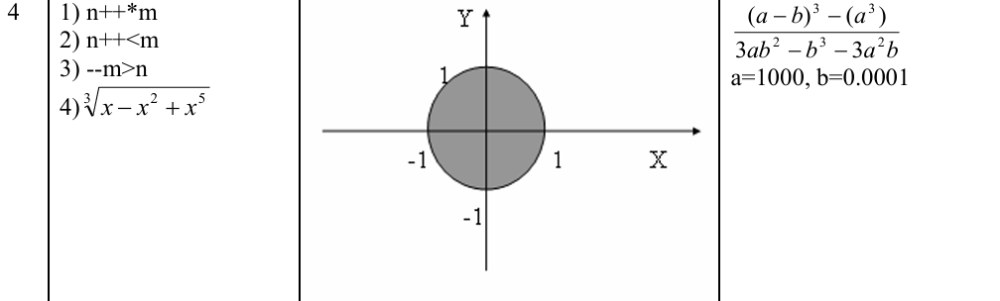 4
1) n++*m
2) n++<m
3) --m>n
4) ∛(x − x² + x⁵)
Y
1
-1
1
X
-1
(a − b)³ − (a³)
3ab² − b³ − 3a²b
a=1000, b=0.0001